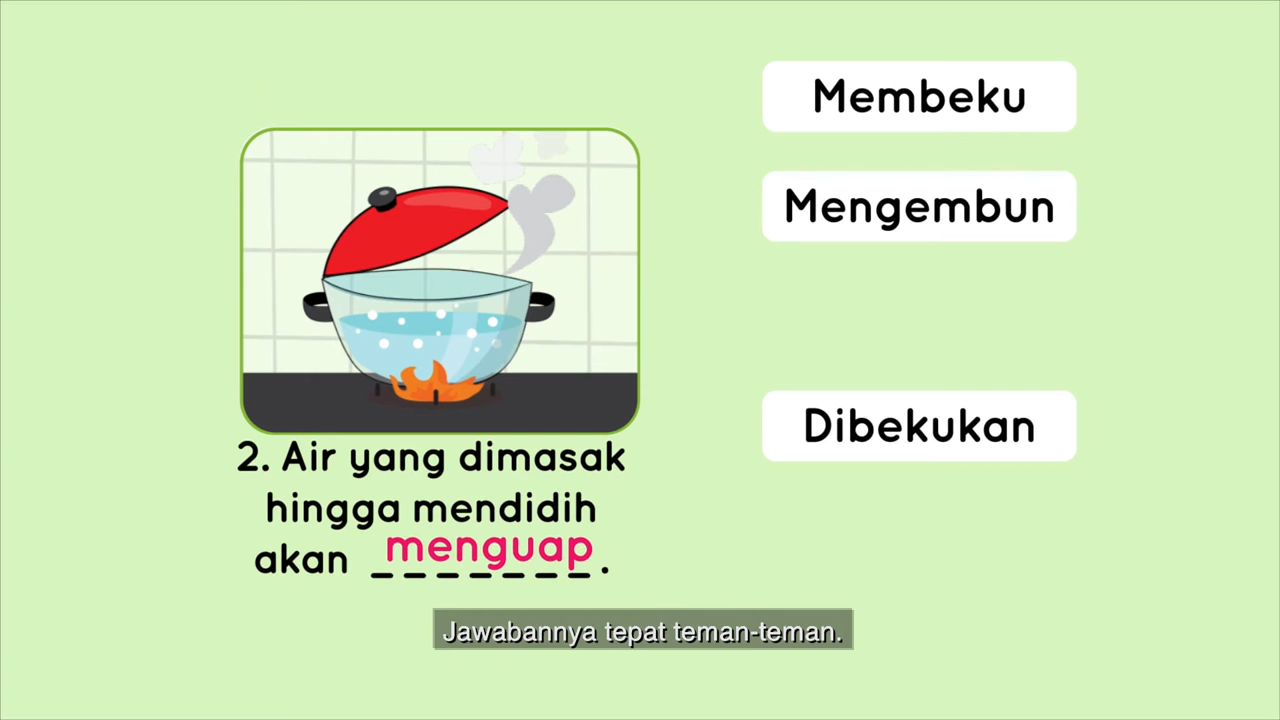 Membeku
Mengembun
Dibekukan
2. Air yang dimasak
hingga mendidih
akan menguap.
Jawabannya tepat teman-teman.